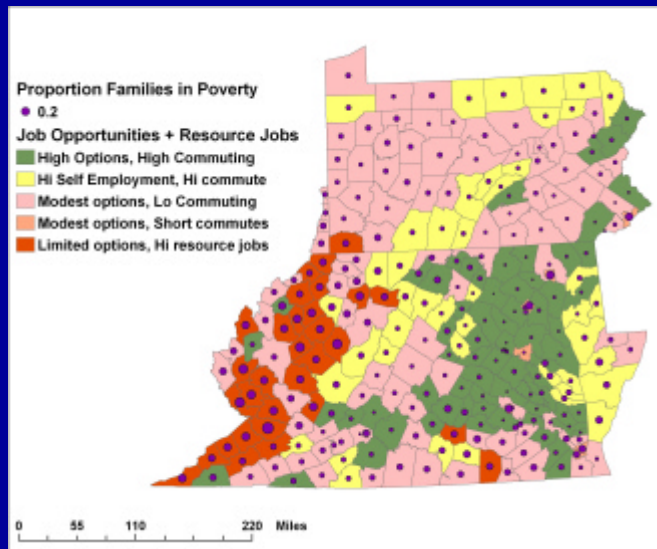 Proportion Families in Poverty
0.2
Job Opportunities + Resource Jobs
High Options, High Commuting
Hi Self Employment, Hi commute
Modest options, Lo Commuting
Modest options, Short commutes
Limited options, Hi resource jobs
0 55 110 220 Miles